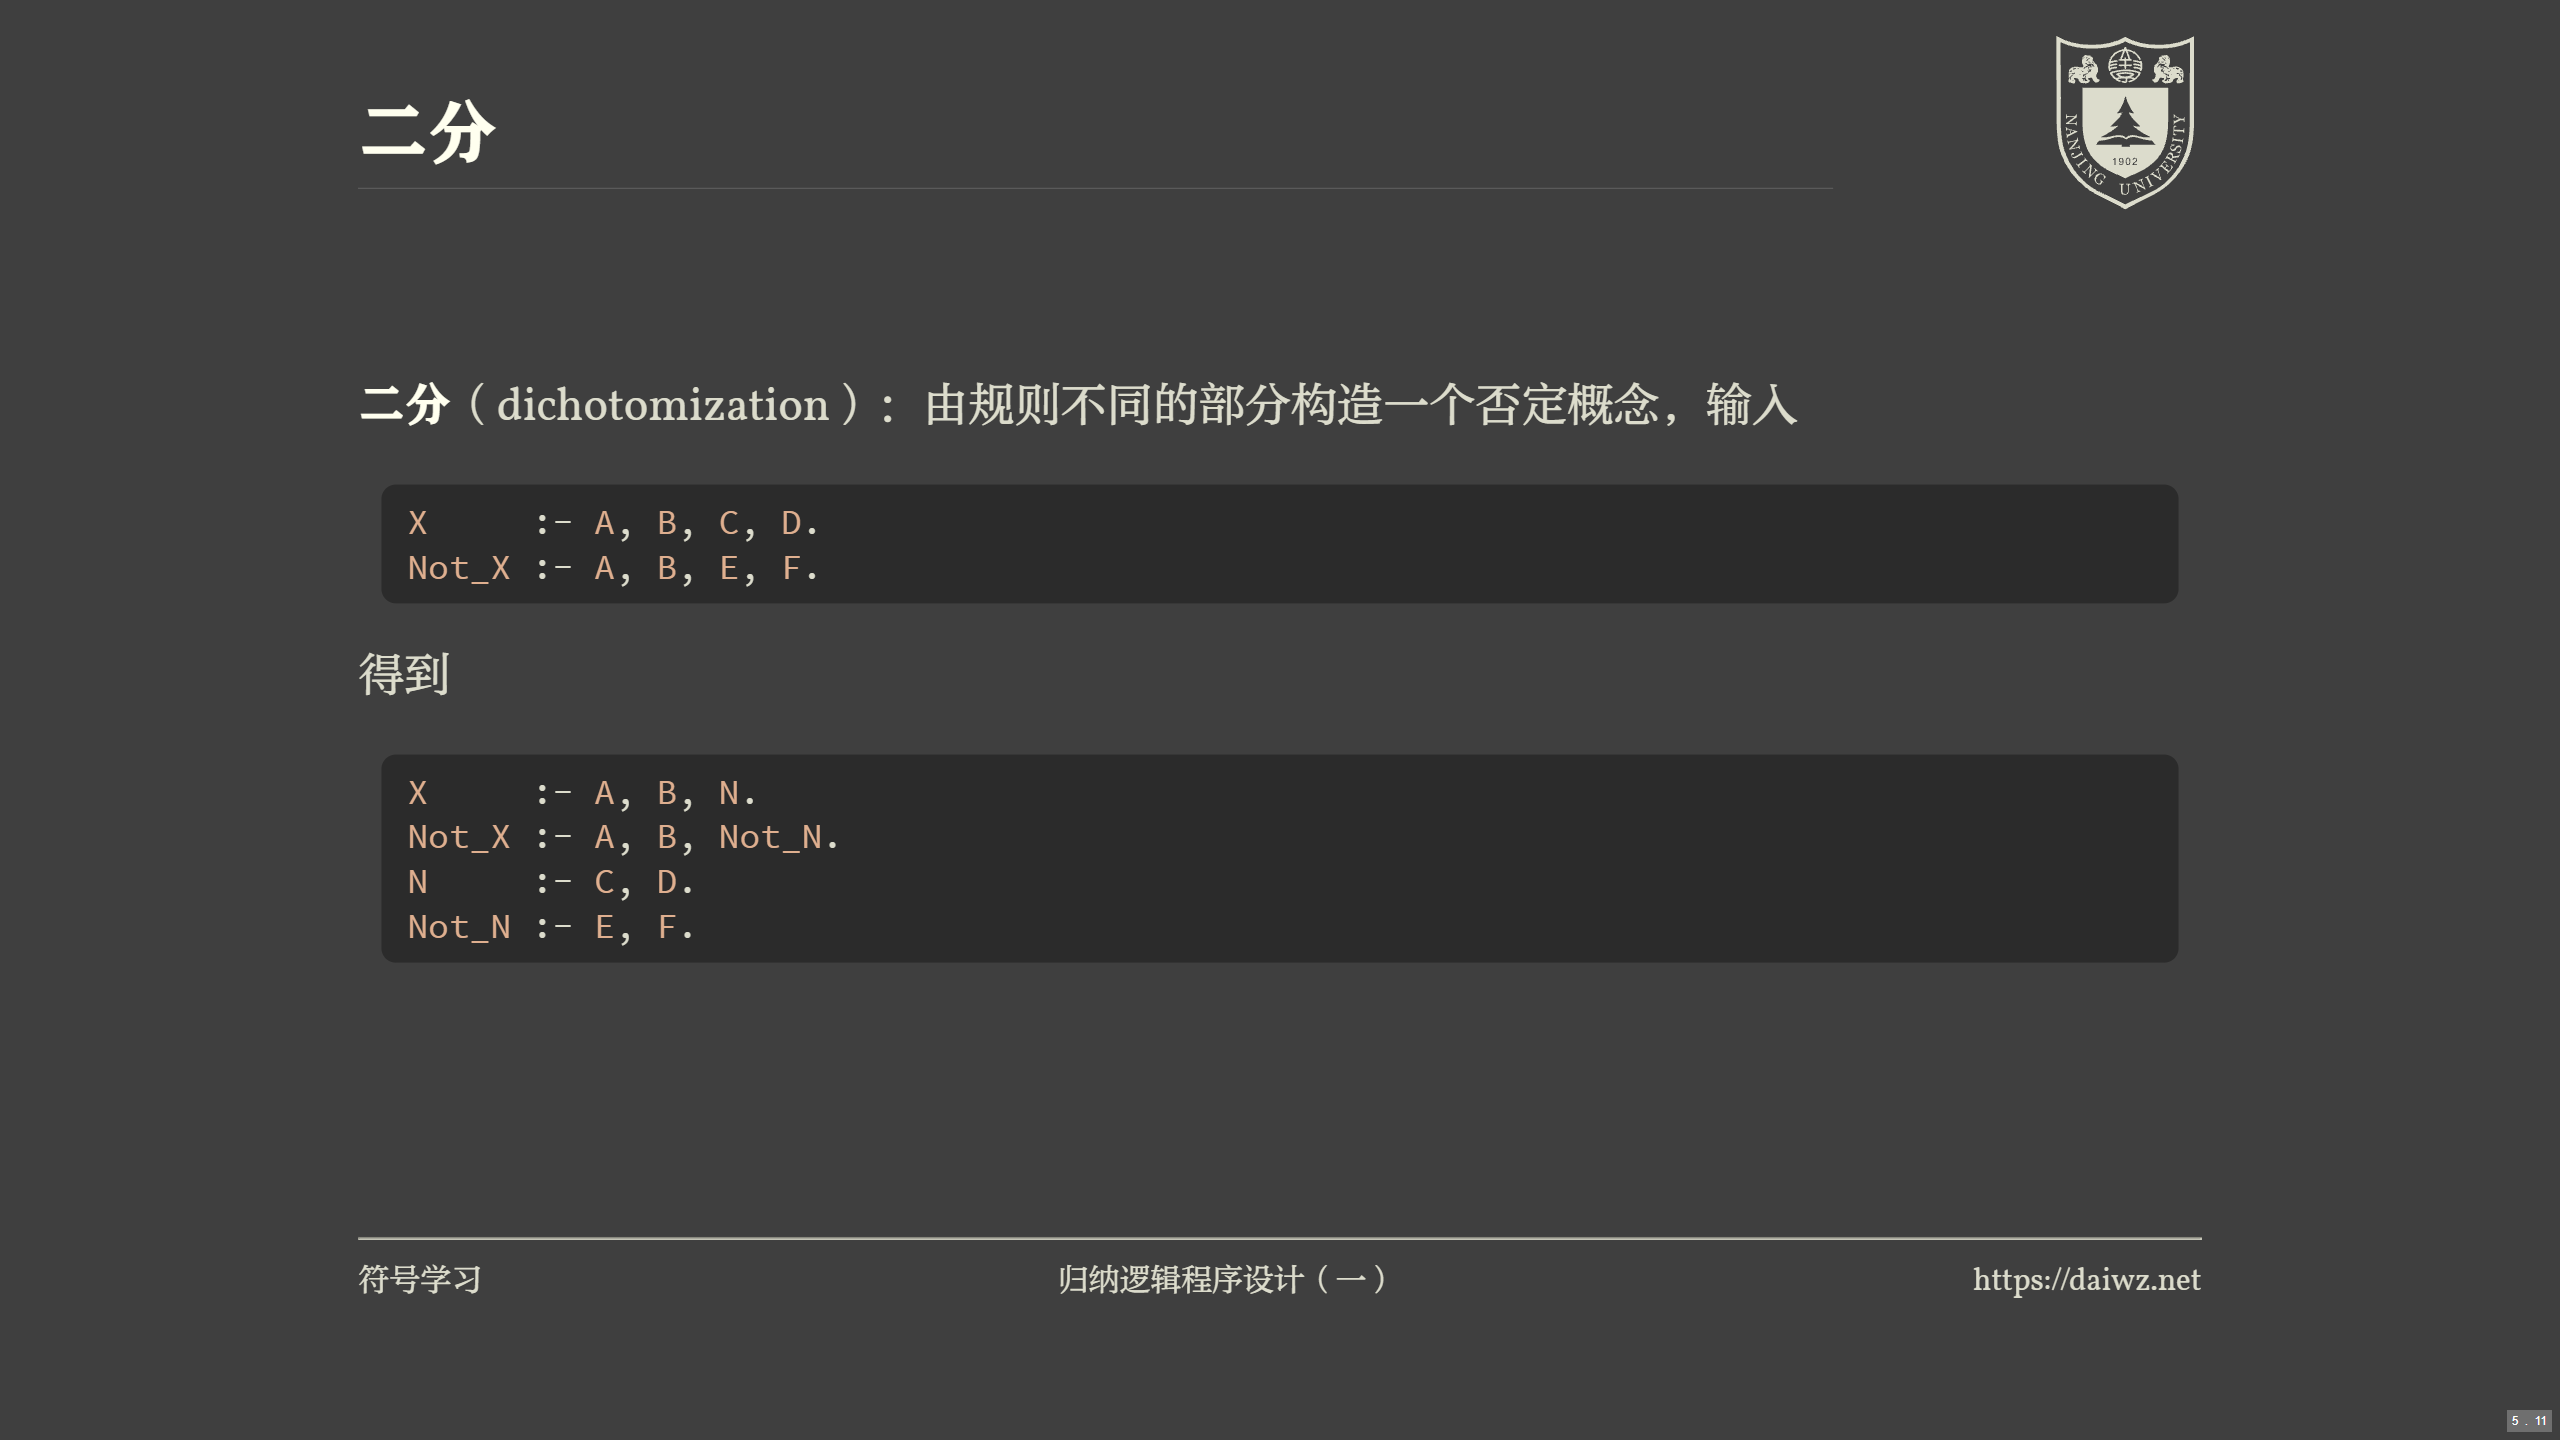 二分
NANJING UNIVERSITY
1902
二分（dichotomization）：由规则不同的部分构造一个否定概念，输入
X     :- A, B, C, D.
Not_X :- A, B, E, F.
得到
X     :- A, B, N.
Not_X :- A, B, Not_N.
N     :- C, D.
Not_N :- E, F.
符号学习
归纳逻辑程序设计（一）
https://daiwz.net
5 . 11